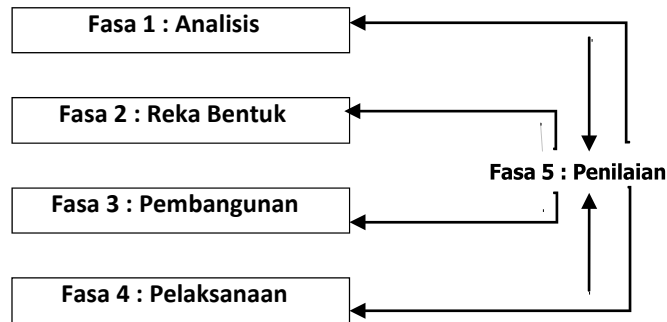 Fasa 1 : Analisis
Fasa 2 : Reka Bentuk
Fasa 5 : Penilaian
Fasa 3 : Pembangunan
Fasa 4 : Pelaksanaan